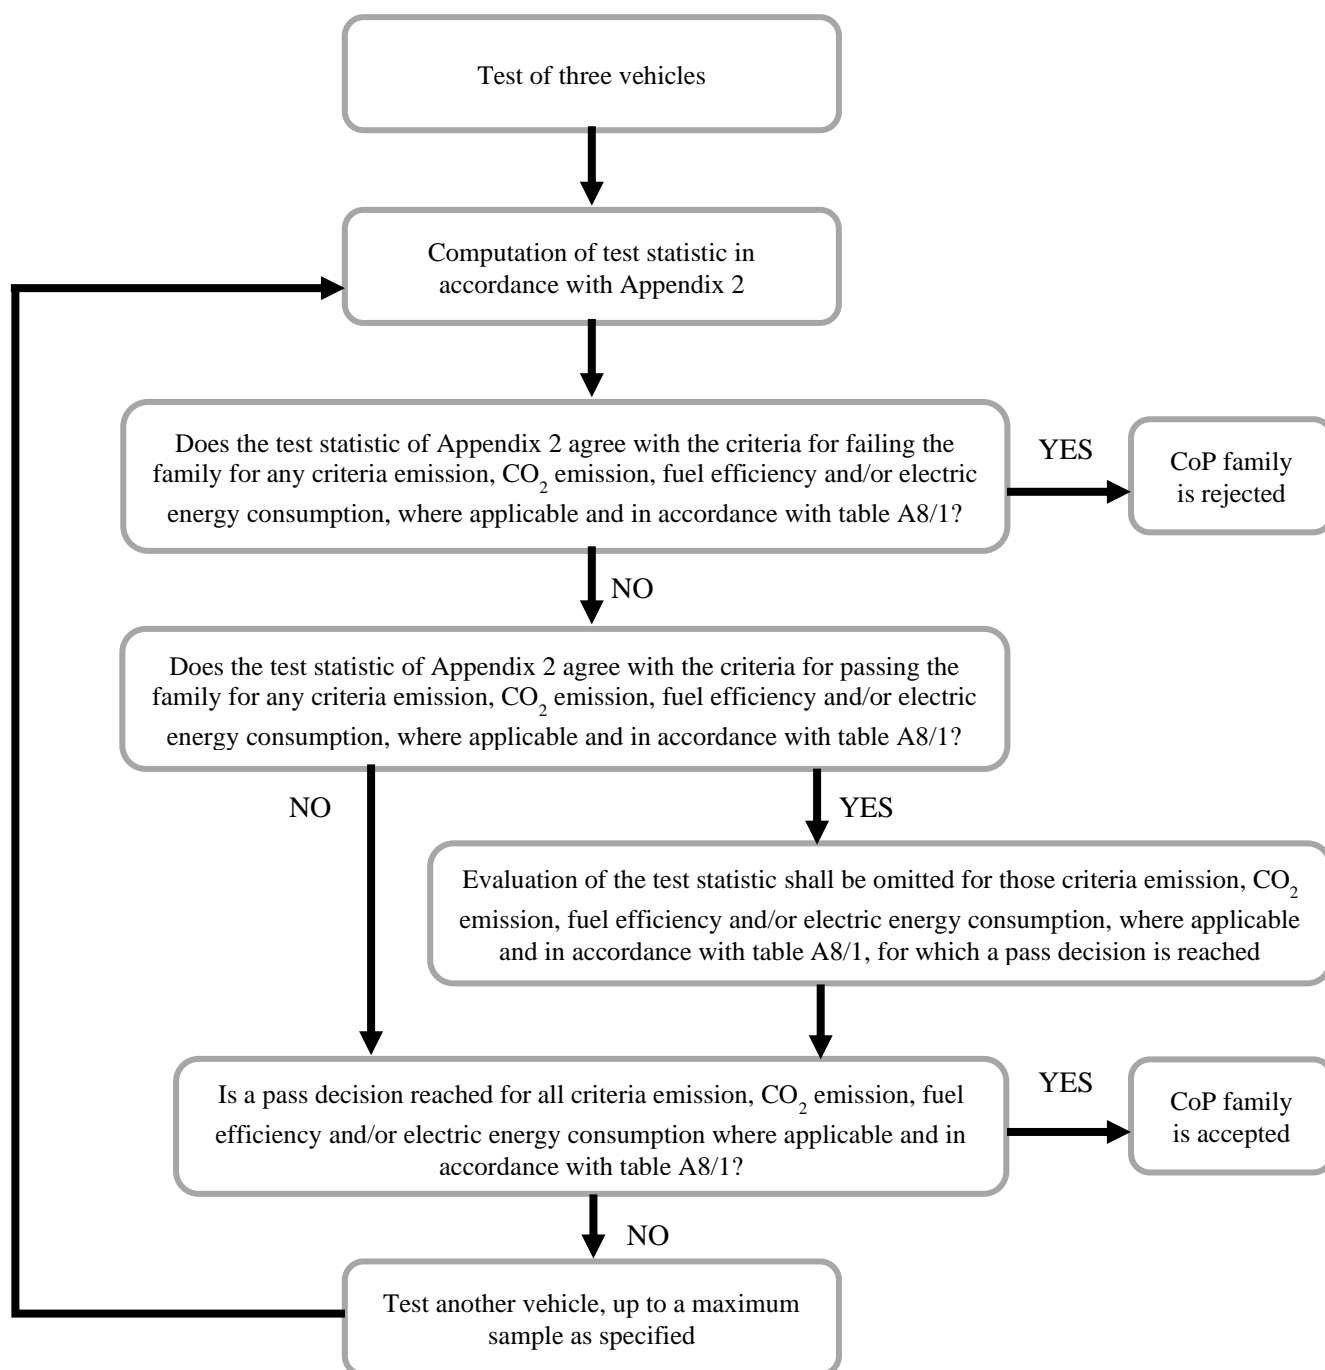 Test of three vehicles
Computation of test statistic in
accordance with Appendix 2
Does the test statistic of Appendix 2 agree with the criteria for failing the
family for any criteria emission, CO₂ emission, fuel efficiency and/or electric
energy consumption, where applicable and in accordance with table A8/1?
YES
CoP family
is rejected
NO
Does the test statistic of Appendix 2 agree with the criteria for passing the
family for any criteria emission, CO₂ emission, fuel efficiency and/or electric
energy consumption, where applicable and in accordance with table A8/1?
NO
YES
Evaluation of the test statistic shall be omitted for those criteria emission, CO₂
emission, fuel efficiency and/or electric energy consumption, where applicable
and in accordance with table A8/1, for which a pass decision is reached
Is a pass decision reached for all criteria emission, CO₂ emission, fuel
efficiency and/or electric energy consumption where applicable and in
accordance with table A8/1?
YES
CoP family
is accepted
NO
Test another vehicle, up to a maximum
sample as specified